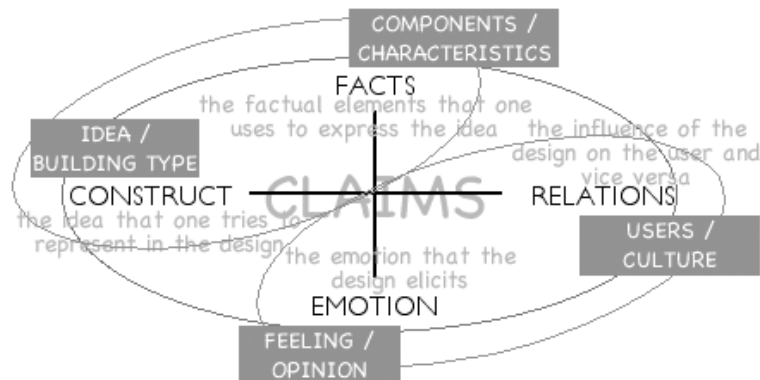 COMPONENTS /
CHARACTERISTICS
FACTS
the factual elements that one
uses to express the idea
IDEA /
BUILDING TYPE
the influence of the
design on the user and
vice versa
CONSTRUCT
CLAIMS
RELATIONS
the idea that one tries
represent in the design
USERS /
CULTURE
the emotion that the
design elicits
EMOTION
FEELING /
OPINION